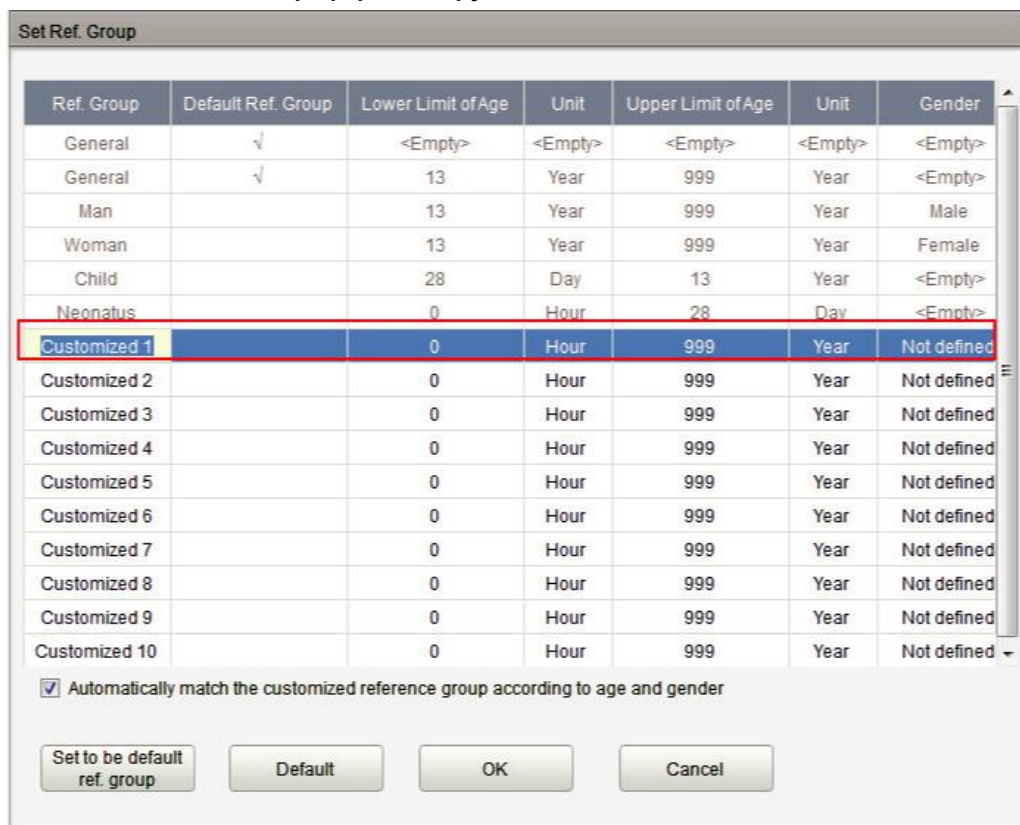 Set Ref. Group
Ref. Group Default Ref. Group Lower Limit of Age Unit Upper Limit of Age Unit Gender
General √ <Empty> <Empty> <Empty> <Empty> <Empty>
General √ 13 Year 999 Year <Empty>
Man 13 Year 999 Year Male
Woman 13 Year 999 Year Female
Child 28 Day 13 Year <Empty>
Neonatus 0 Hour 28 Day <Empty>
Customized 1 0 Hour 999 Year Not defined
Customized 2 0 Hour 999 Year Not defined
Customized 3 0 Hour 999 Year Not defined
Customized 4 0 Hour 999 Year Not defined
Customized 5 0 Hour 999 Year Not defined
Customized 6 0 Hour 999 Year Not defined
Customized 7 0 Hour 999 Year Not defined
Customized 8 0 Hour 999 Year Not defined
Customized 9 0 Hour 999 Year Not defined
Customized 10 0 Hour 999 Year Not defined
Automatically match the customized reference group according to age and gender
Set to be default
ref. group
Default
OK
Cancel